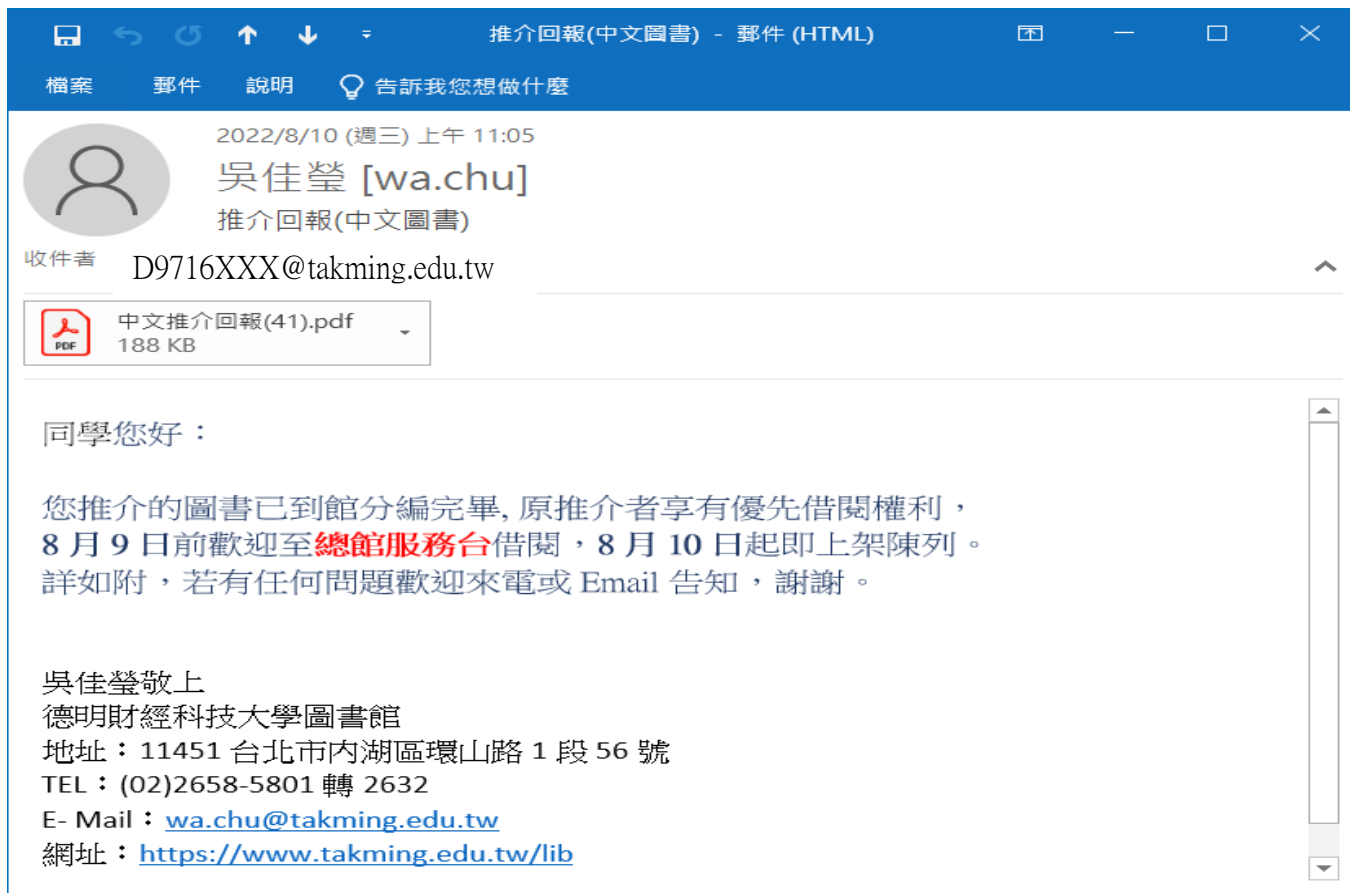 推介回報(中文圖書) - 郵件 (HTML)
檔案 郵件 說明 告訴我您想做什麼
2022/8/10 (週三) 上午 11:05
吳佳瑩 [wa.chu]
推介回報(中文圖書)
收件者 D9716XXX@takming.edu.tw
中文推介回報(41).pdf
PDF 188 KB
同學您好：
您推介的圖書已到館分編完畢, 原推介者享有優先借閱權利，
8 月 9 日前歡迎至總館服務台借閱，8 月 10 日起即上架陳列。
詳如附，若有任何問題歡迎來電或 Email 告知，謝謝。
吳佳瑩敬上
德明財經科技大學圖書館
地址：11451 台北市內湖區環山路 1 段 56 號
TEL：(02)2658-5801 轉 2632
E- Mail：wa.chu@takming.edu.tw
網址：https://www.takming.edu.tw/lib